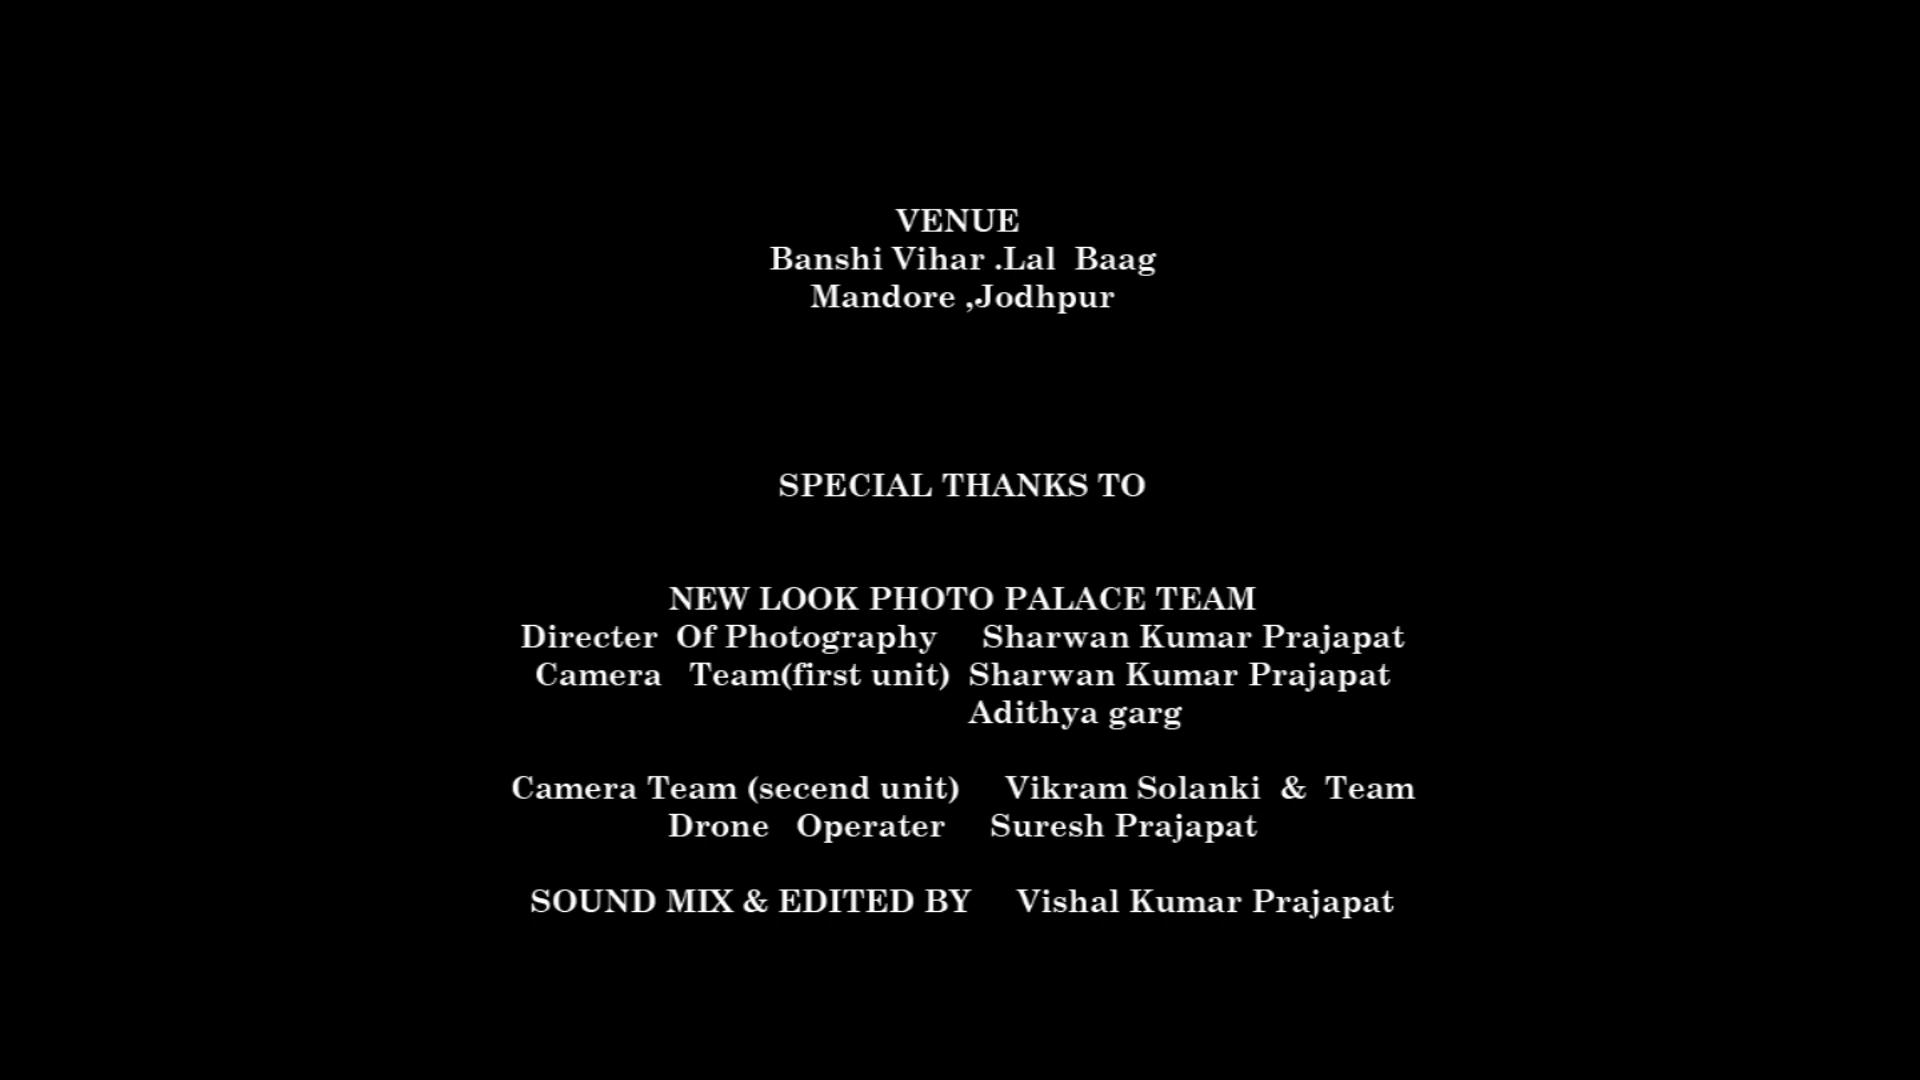 VENUE
Banshi Vihar .Lal  Baag
Mandore ,Jodhpur
SPECIAL THANKS TO
NEW LOOK PHOTO PALACE TEAM
Directer  Of Photography     Sharwan Kumar Prajapat
Camera   Team(first unit)  Sharwan Kumar Prajapat
Adithya garg
Camera Team (secend unit)     Vikram Solanki  &  Team
Drone   Operater     Suresh Prajapat
SOUND MIX & EDITED BY     Vishal Kumar Prajapat